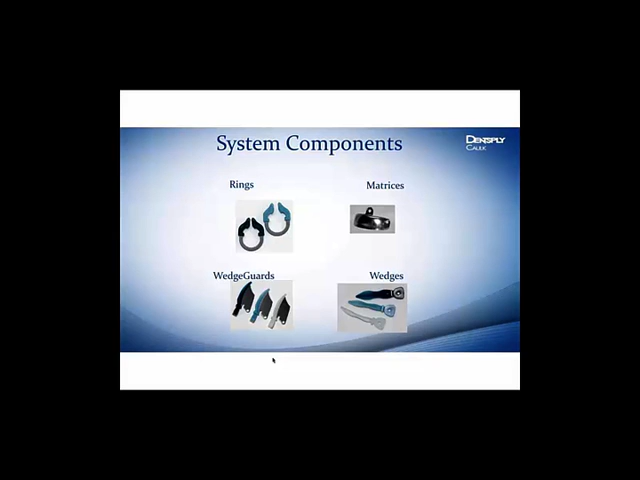 System Components
DENTSPLY
CAULK
Rings
Matrices
WedgeGuards
Wedges